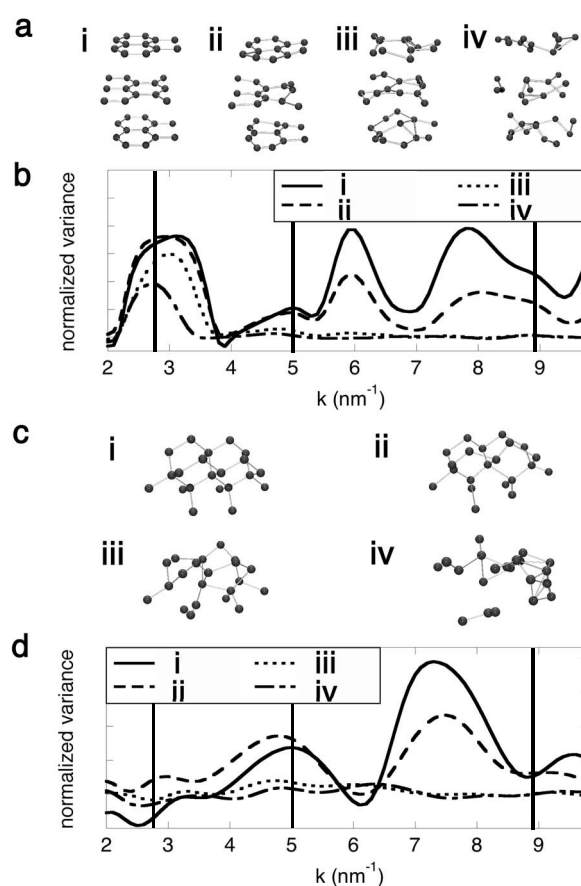 a
i ii iii iv
b
i iii
ii iv
normalized variance
2 3 4 5 6 7 8 9
k (nm⁻¹)
c
i ii
iii iv
d
i iii
ii iv
normalized variance
2 3 4 5 6 7 8 9
k (nm⁻¹)